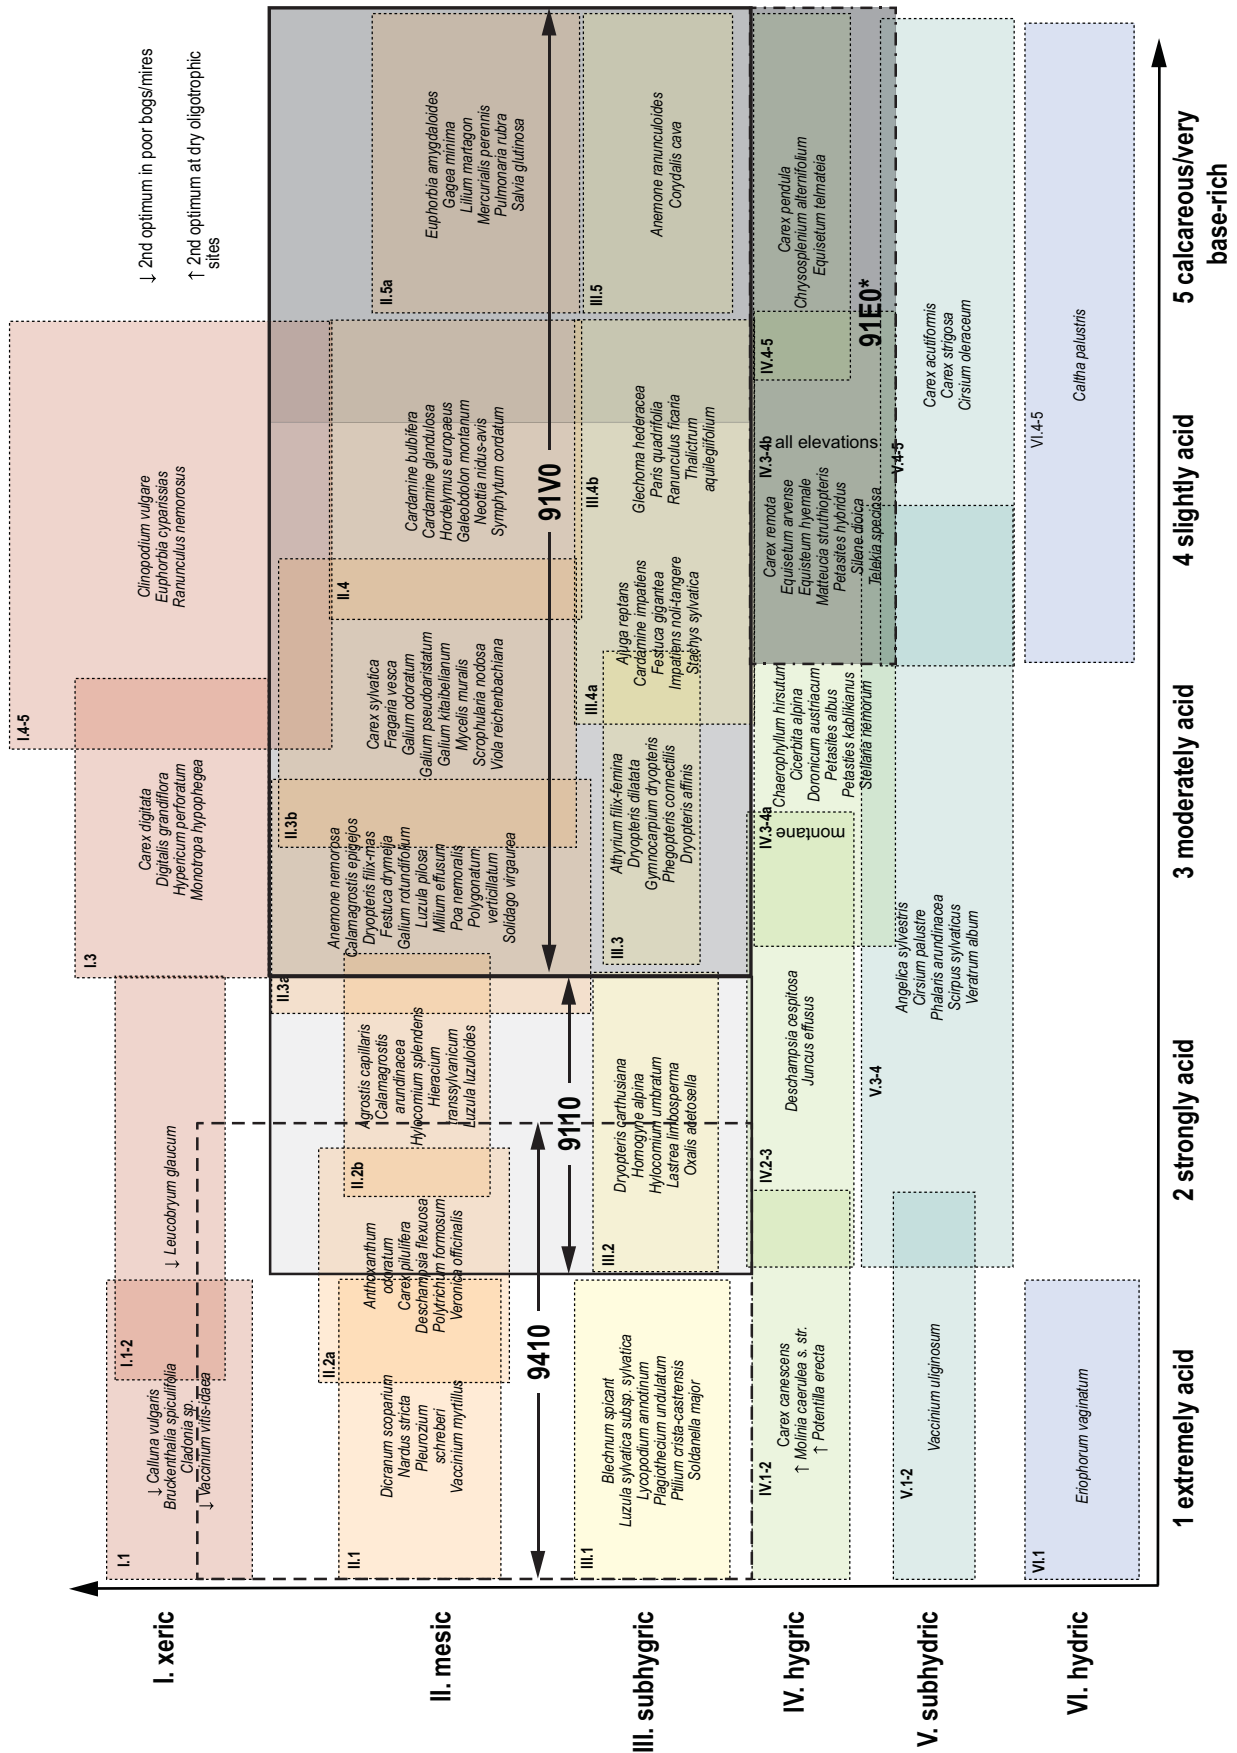 ↓ 2nd optimum in poor bogs/mires
↑ 2nd optimum at dry oligotrophic
sites
I. xeric
I.1
↓ Calluna vulgaris
Bruckenthalia spiculifolia
Cladonia sp.
↓ Vaccinium vitis-idaea
I.1-2
↓ Leucobryum glaucum
I.3
Carex digitata
Digitalis grandiflora
Hypericum perforatum
Monotropa hypophegea
I.4-5
Clinopodium vulgare
Euphorbia cyparissias
Ranunculus nemorosus
II. mesic
II.1
Dicranum scoparium
Nardus stricta
Pleurozium
schreberi
Vaccinium myrtillus
II.2a
Anthoxanthum
odoratum
Carex pilulifera
Deschampsia flexuosa
Polytrichum formosum
Veronica officinalis
II.2b
Agrostis capillaris
Calamagrostis
arundinacea
Hylocomium splendens
Hieracium
transsylvanicum
Luzula luzuloides
II.3a
Anemone nemorosa
Calamagrostis epigejos
Dryopteris filix-mas
Festuca drymeja
Galium rotundifolium
Luzula pilosa
Milium effusum
Poa nemoralis
Polygonatum
verticillatum
Solidago virgaurea
II.3b
Carex sylvatica
Fragaria vesca
Galium odoratum
Galium pseudoaristatum
Galium kitaibelianum
Mycelis muralis
Scrophularia nodosa
Viola reichenbachiana
II.4
Cardamine bulbifera
Cardamine glandulosa
Hordelymus europaeus
Galeobdolon montanum
Neottia nidus-avis
Symphytum cordatum
II.5a
Euphorbia amygdaloides
Gagea minima
Lilium martagon
Mercurialis perennis
Pulmonaria rubra
Salvia glutinosa
9410
9110
91V0
III. subhygric
III.1
Blechnum spicant
Luzula sylvatica subsp. sylvatica
Lycopodium annotinum
Plagiothecium undulatum
Ptilium crista-castrensis
Soldanella major
III.2
Dryopteris carthusiana
Homogyne alpina
Hylocomium umbratum
Lastrea limbosperma
Oxalis adetosella
III.3
Athyrium filix-femina
Dryopteris dilatata
Gymnocarpium dryopteris
Phegopteris connectilis
Dryopteris affinis
III.4a
Ajuga reptans
Cardamine impatiens
Festuca gigantea
Impatiens noli-tangere
Stachys sylvatica
III.4b
Glechoma hederacea
Paris quadrifolia
Ranunculus ficaria
Thalictrum
aquilegiifolium
III.5
Anemone ranunculoides
Corydalis cava
IV. hygric
IV.1-2
Carex canescens
↑ Molinia caerulea s. str.
↑ Potentilla erecta
IV.2-3
Deschampsia cespitosa
Juncus effusus
IV.3-4a
montane
Chaerophyllum hirsutum
Cicerbita alpina
Doronicum austriacum
Petasites albus
Petasties kablikianus
Stellaria nemorum
IV.3-4b
all elevations
Carex remota
Equisetum arvense
Equisteum hyemale
Matteucia struthiopteris
Petasites hybridus
Silene dioica
Telekia speciosa
IV.4-5
Carex pendula
Chrysosplenium alternifolium
Equisetum telmateia
91E0*
V. subhydric
V.1-2
Vaccinium uliginosum
V.3-4
Angelica sylvestris
Cirsium palustre
Phalaris arundinacea
Scirpus sylvaticus
Veratrum album
V.4-5
Carex acutiformis
Carex strigosa
Cirsium oleraceum
VI. hydric
VI.1
Eriophorum vaginatum
VI.4-5
Caltha palustris
1 extremely acid
2 strongly acid
3 moderately acid
4 slightly acid
5 calcareous/very
base-rich